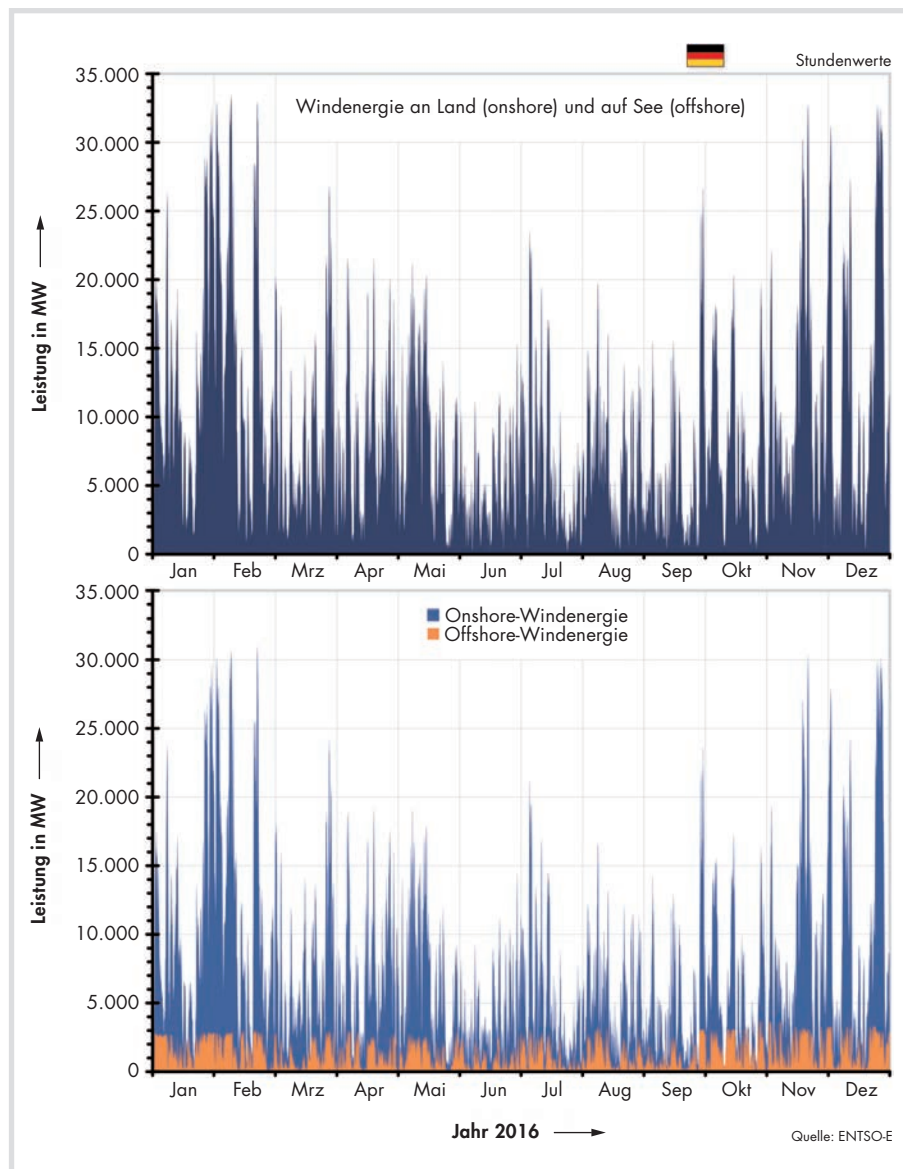 Stundenwerte
Windenergie an Land (onshore) und auf See (offshore)
Leistung in MW
35.000
30.000
25.000
20.000
15.000
10.000
5.000
0
Jan Feb Mrz Apr Mai Jun Jul Aug Sep Okt Nov Dez
Onshore-Windenergie
Offshore-Windenergie
Leistung in MW
35.000
30.000
25.000
20.000
15.000
10.000
5.000
0
Jan Feb Mrz Apr Mai Jun Jul Aug Sep Okt Nov Dez
Jahr 2016
Quelle: ENTSO-E